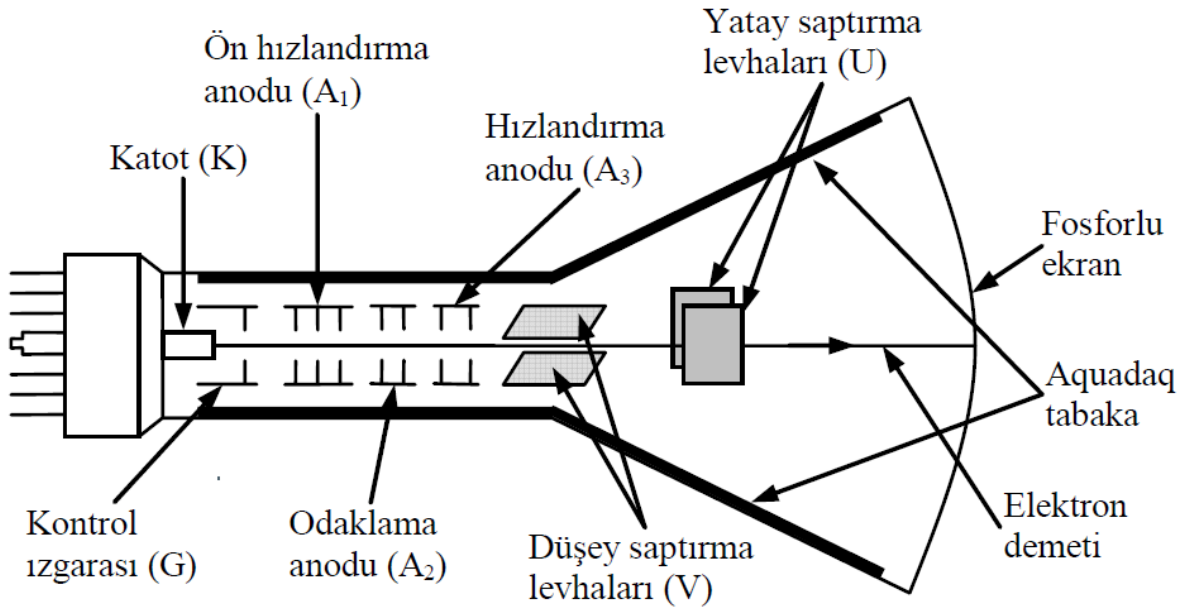 Yatay saptırma
levhaları (U)
Ön hızlandırma
anodu (A₁)
Hızlandırma
anodu (A₃)
Katot (K)
Fosforlu
ekran
Aquadaq
tabaka
Elektron
demeti
Kontrol
ızgarası (G)
Odaklama
anodu (A₂)
Düşey saptırma
levhaları (V)